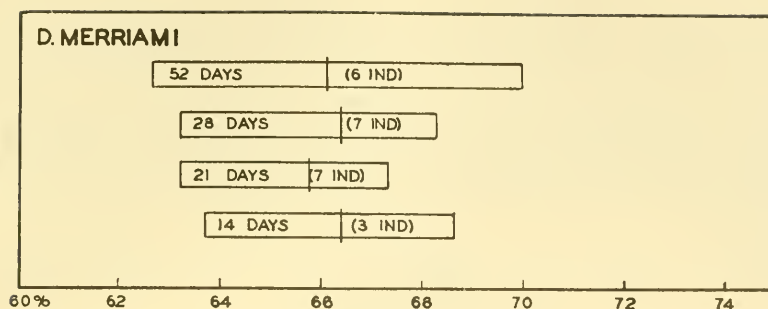 D. MERRIAMI
52 DAYS (6 IND)
28 DAYS (7 IND)
21 DAYS (7 IND)
14 DAYS (3 IND)
60% 62 64 66 68 70 72 74